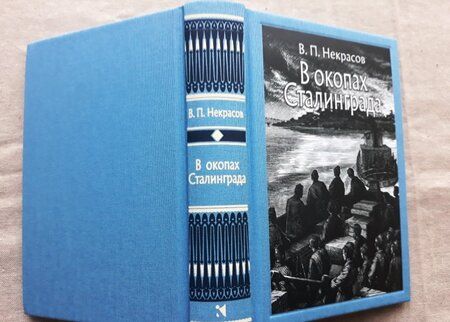 В. П. Некрасов
В окопах
Сталинграда
В. П. Некрасов
В окопах
Сталинграда